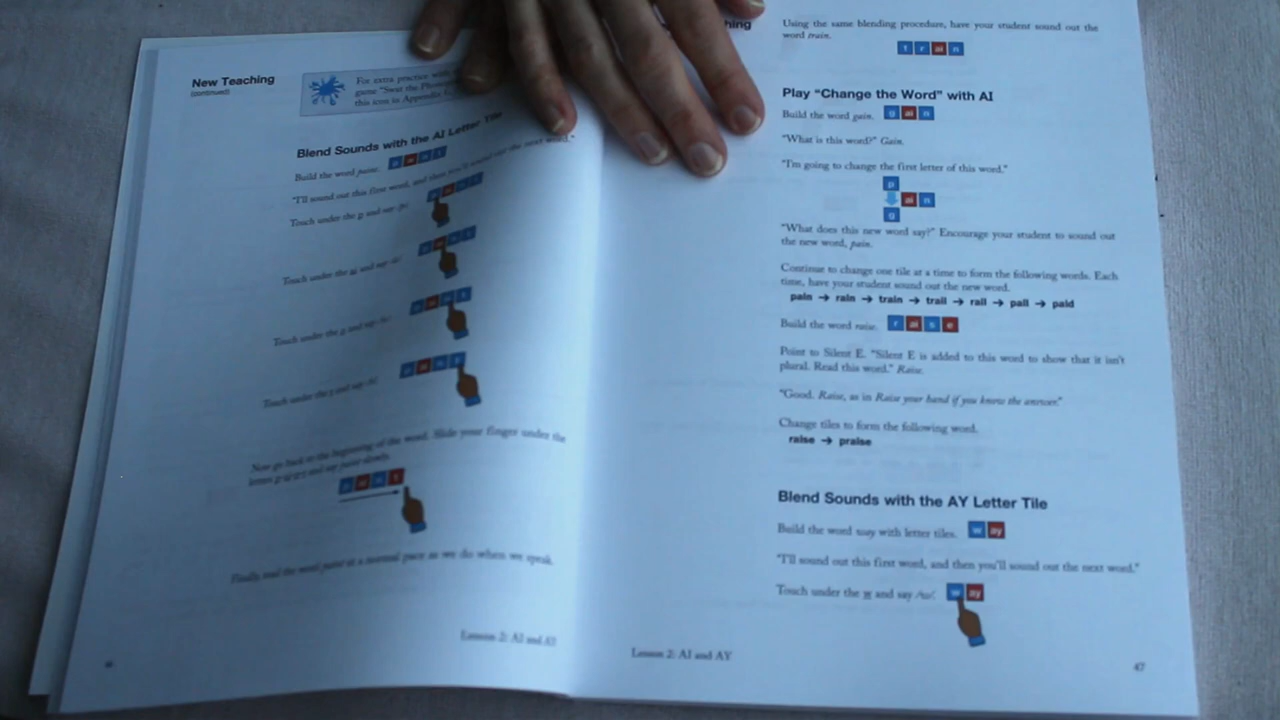 New Teaching
(continued)
For extra practice with
game "Swat the
this icon in Appendix
Blend Sounds with the AI Letter Tile
Build the word
"I'll sound out this first word, and then you'll sound out the next word."
Touch under the p and say
Touch under the ai and say
Touch under the
and say
Touch under the
and say
Now go back to the beginning of the word. Slide your finger under the
letters
and say
slowly.
Finally, read the word
at a normal pace as we do when we speak.
Lesson 2: AI and AY
hing
Using the same blending procedure, have your student sound out the
word train.
t r ai n
Play "Change the Word" with AI
Build the word gain. g ai n
"What is this word?" Gain.
"I'm going to change the first letter of this word."
p
ai n
g
"What does this new word say?" Encourage your student to sound out
the new word, pain.
Continue to change one tile at a time to form the following words. Each
time, have your student sound out the new word.
pain → rain → train → trail → rail → pail → paid
Build the word raise. r ai s e
Point to Silent E. "Silent E is added to this word to show that it isn't
plural. Read this word." Raise.
"Good. Raise, as in Raise your hand if you know the answer."
Change tiles to form the following word.
raise → praise
Blend Sounds with the AY Letter Tile
Build the word way with letter tiles. w ay
"I'll sound out this first word, and then you'll sound out the next word."
Touch under the w and say /w/. w ay
Lesson 2: AI and AY
47